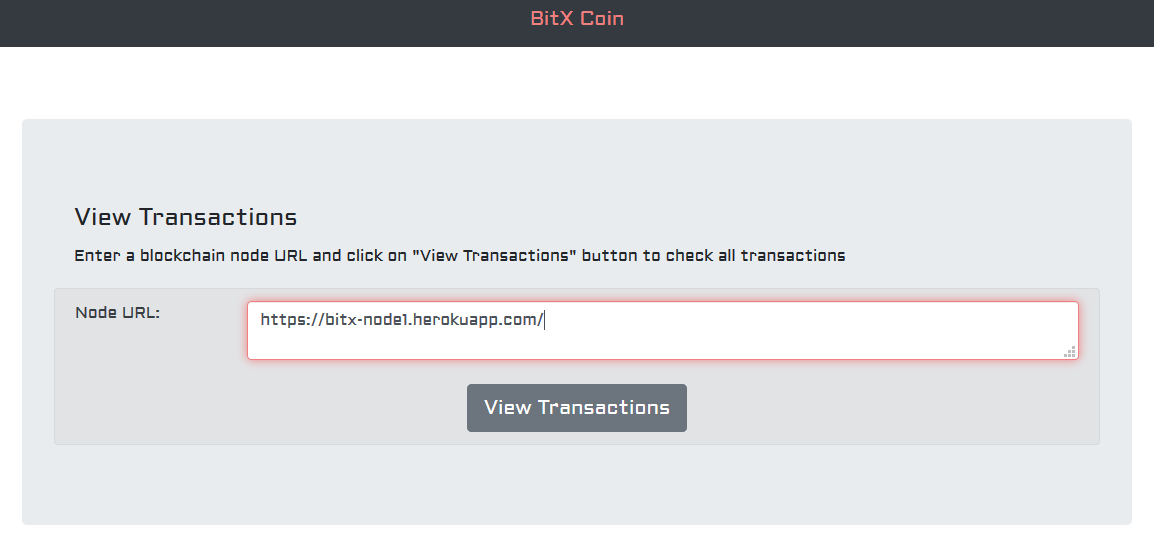 BitX Coin
View Transactions
Enter a blockchain node URL and click on "View Transactions" button to check all transactions
Node URL:
https://bitx-node1.herokuapp.com/
View Transactions